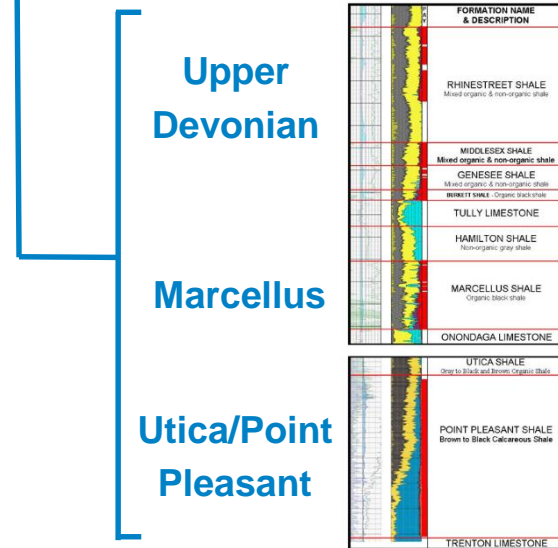 Upper
Devonian
Marcellus
Utica/Point
Pleasant
PAY
FORMATION NAME
& DESCRIPTION
RHINESTREET SHALE
Mixed organic & non-organic shale
MIDDLESEX SHALE
Mixed organic & non-organic shale
GENESEE SHALE
Mixed organic & non-organic shale
BURKETT SHALE - Organic black shale
TULLY LIMESTONE
HAMILTON SHALE
Non-organic gray shale
MARCELLUS SHALE
Organic black shale
ONONDAGA LIMESTONE
UTICA SHALE
Gray to Black and Brown Organic Shale
POINT PLEASANT SHALE
Brown to Black Calcareous Shale
TRENTON LIMESTONE